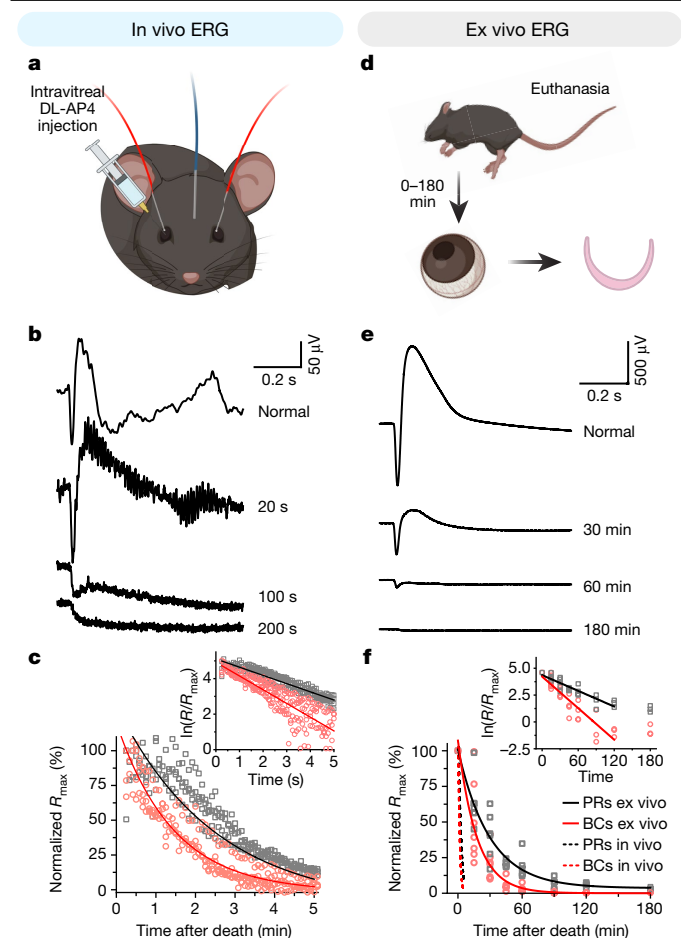 In vivo ERG
Ex vivo ERG
a
Intravitreal
DL-AP4
injection
d
Euthanasia
0–180
min
b
50 μV
0.2 s
Normal
20 s
100 s
200 s
e
500 μV
0.2 s
Normal
30 min
60 min
180 min
c
ln(R/Rmax)
4
2
0
0 1 2 3 4 5
Time (s)
Normalized Rmax (%)
100
75
50
25
0
0 1 2 3 4 5
Time after death (min)
f
ln(R/Rmax)
5.0
2.5
0
−2.5
0 60 120 180
Time
Normalized Rmax (%)
100
75
50
25
0
PRs ex vivo
BCs ex vivo
PRs in vivo
BCs in vivo
0 60 120 180
Time after death (min)